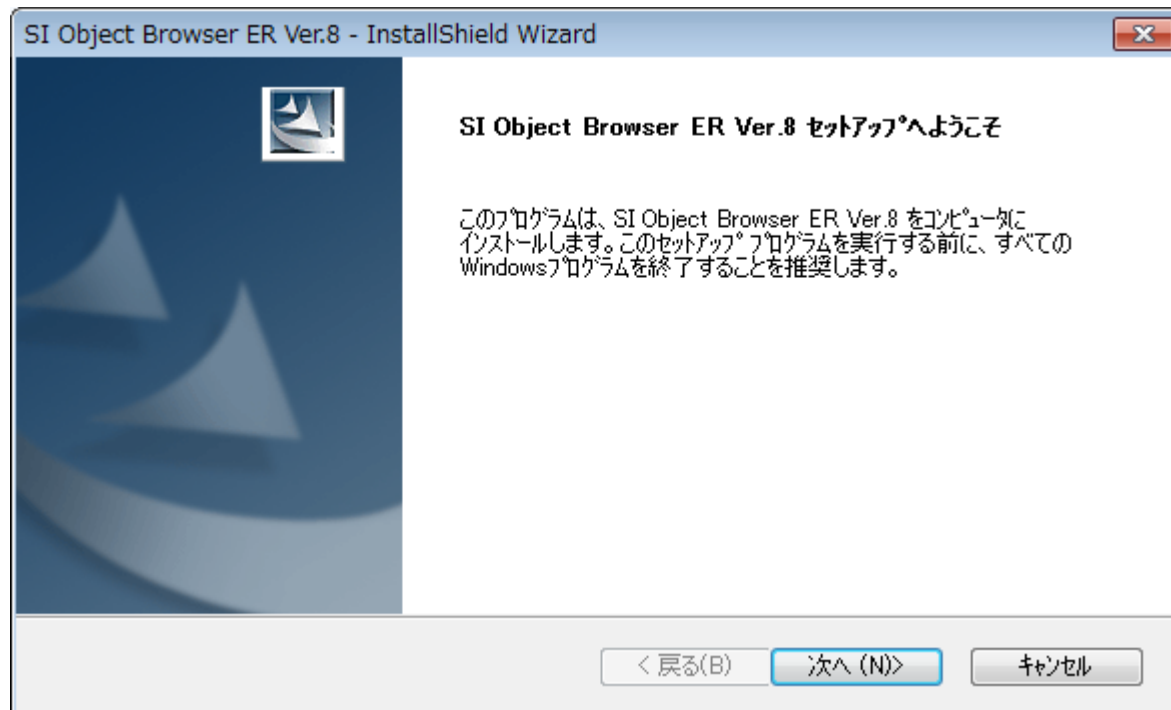 SI Object Browser ER Ver.8 - InstallShield Wizard
SI Object Browser ER Ver.8 ｾｯﾄｱｯﾌﾟへようこそ
このﾌﾟﾛｸﾞﾗﾑは、SI Object Browser ER Ver.8 をｺﾝﾋﾟｭｰﾀに
ｲﾝｽﾄｰﾙします。このｾｯﾄｱｯﾌﾟ ﾌﾟﾛｸﾞﾗﾑを実行する前に、すべての
Windowsﾌﾟﾛｸﾞﾗﾑを終了することを推奨します。
< 戻る(B)
次へ (N)>
ｷｬﾝｾﾙ